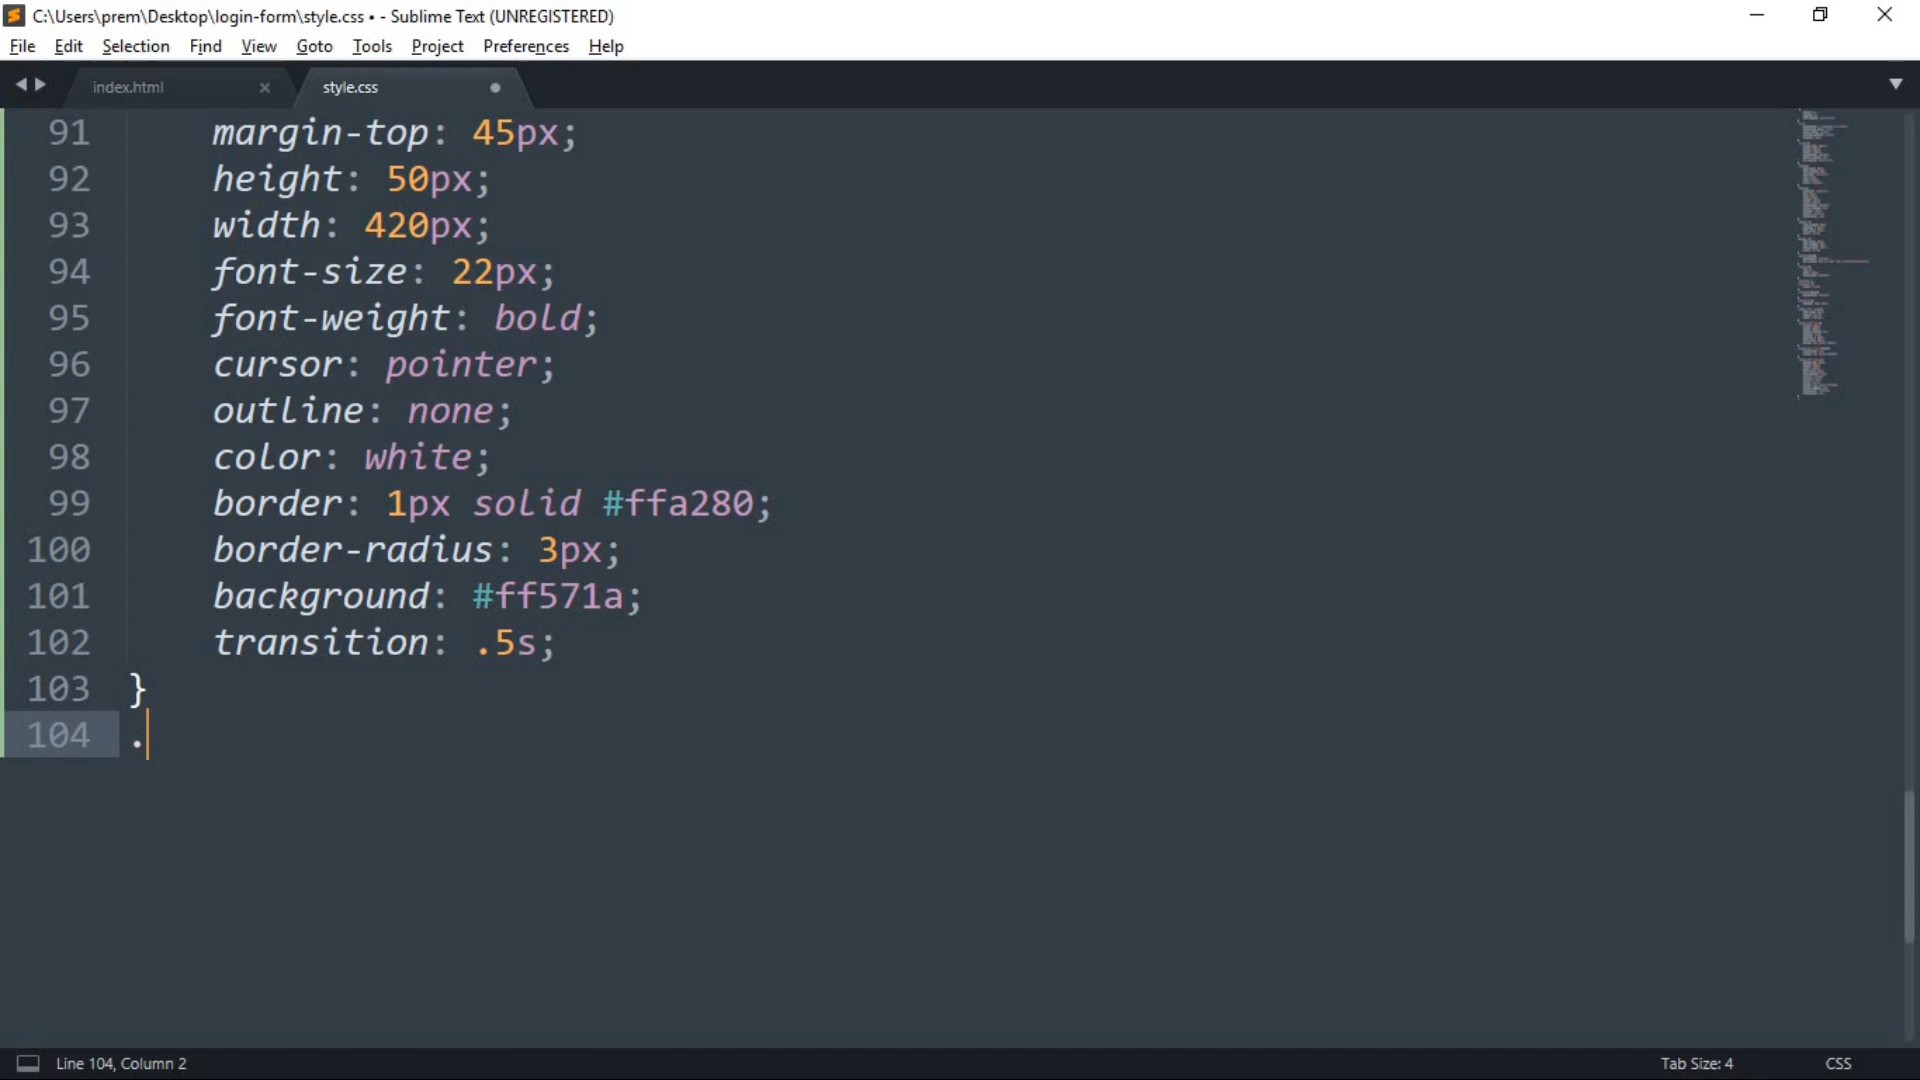 C:\Users\prem\Desktop\login-form\style.css • - Sublime Text (UNREGISTERED)
File Edit Selection Find View Goto Tools Project Preferences Help
index.html × style.css
91 margin-top: 45px;
92 height: 50px;
93 width: 420px;
94 font-size: 22px;
95 font-weight: bold;
96 cursor: pointer;
97 outline: none;
98 color: white;
99 border: 1px solid #ffa280;
100 border-radius: 3px;
101 background: #ff571a;
102 transition: .5s;
103 }
104 .
Line 104, Column 2 Tab Size: 4 CSS